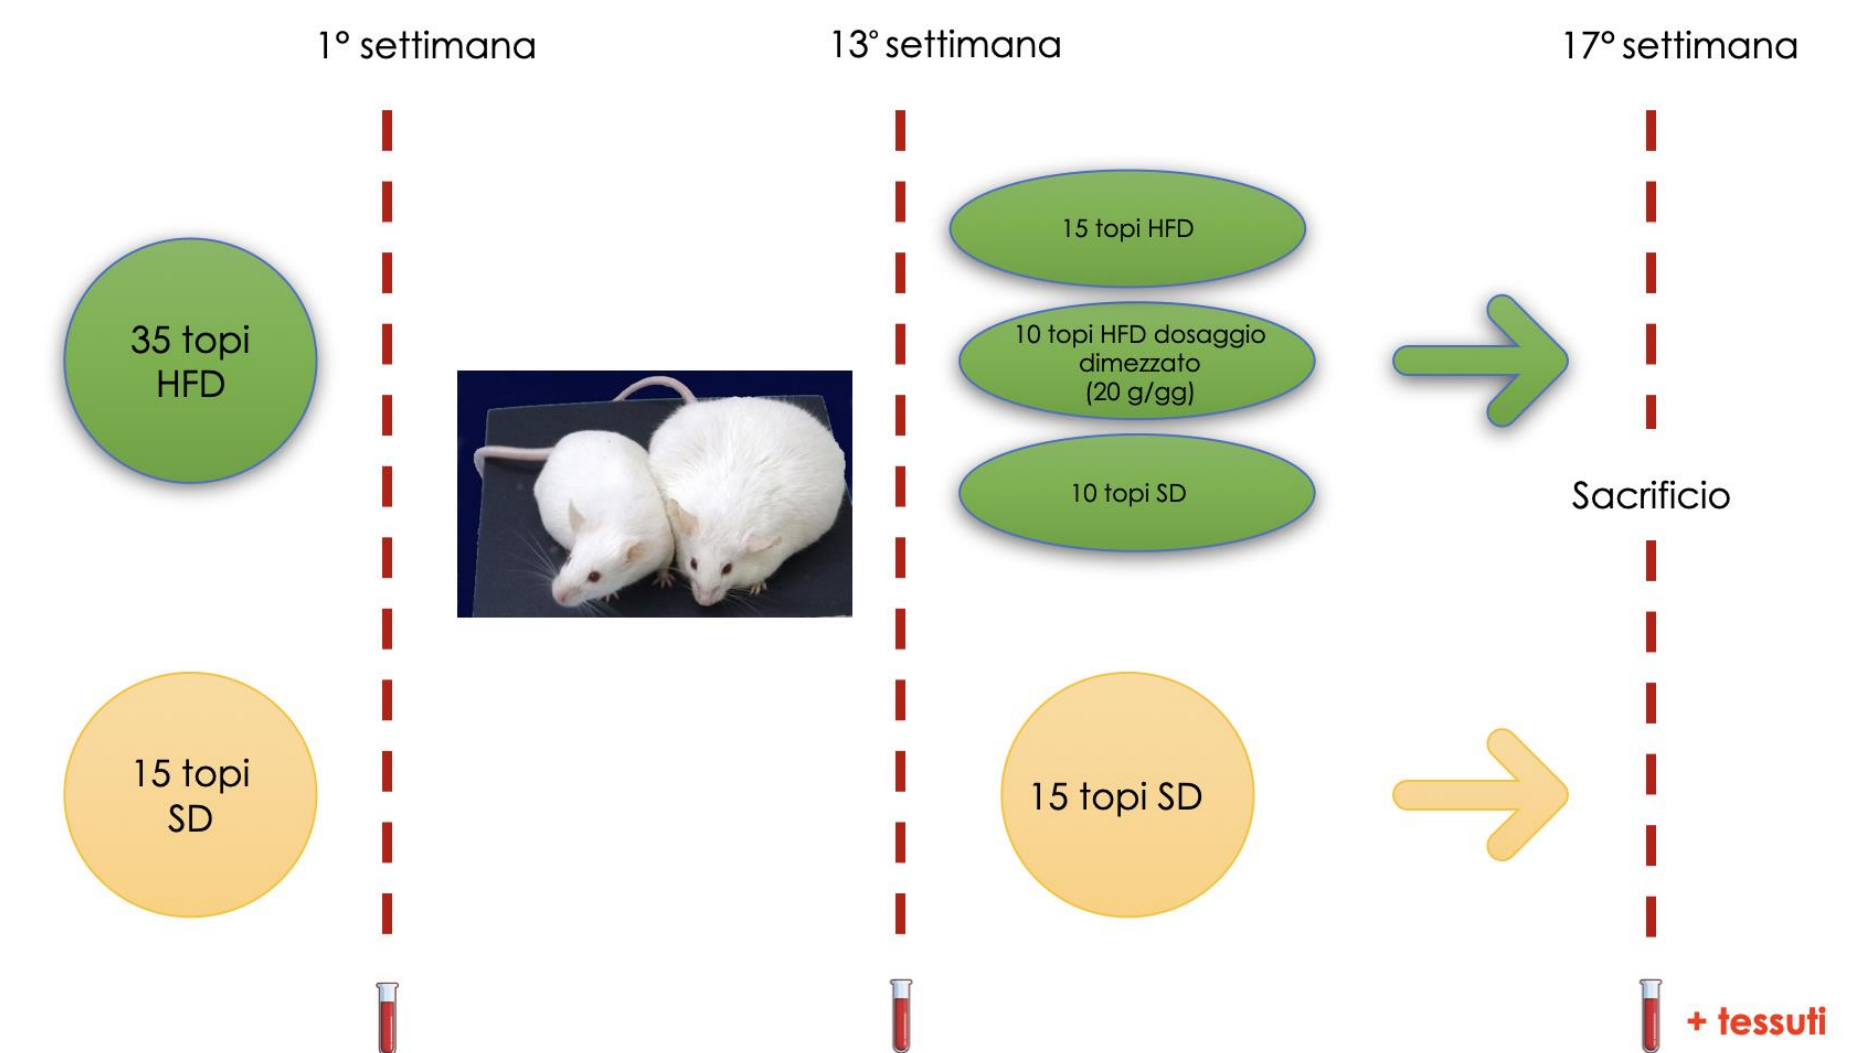 1° settimana
13° settimana
17° settimana
35 topi
HFD
15 topi HFD
10 topi HFD dosaggio
dimezzato
(20 g/gg)
10 topi SD
Sacrificio
15 topi
SD
15 topi SD
+ tessuti